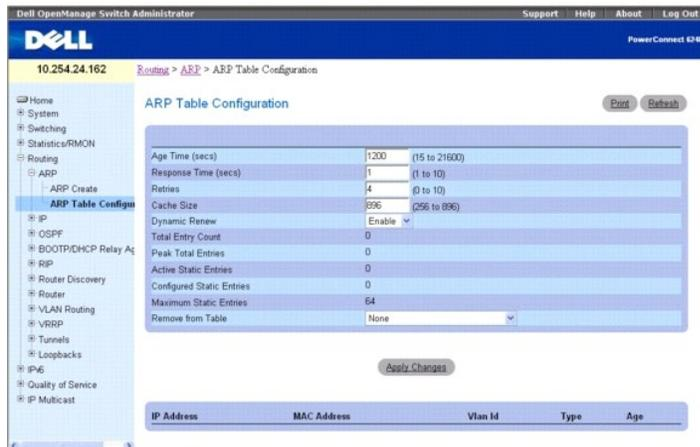 Dell OpenManage Switch Administrator
Support Help About Log Out
DELL
PowerConnect 624
10.254.24.162
Routing > ARP > ARP Table Configuration
Home
System
Switching
Statistics/RMON
Routing
ARP
ARP Create
ARP Table Configur
IP
OSPF
BOOTP/DHCP Relay Ag
RIP
Router Discovery
Router
VLAN Routing
VRRP
Tunnels
Loopbacks
IPv6
Quality of Service
IP Multicast
ARP Table Configuration
Print Refresh
Age Time (secs) 1200 (15 to 21600)
Response Time (secs) 1 (1 to 10)
Retries 4 (0 to 10)
Cache Size 896 (256 to 896)
Dynamic Renew Enable
Total Entry Count 0
Peak Total Entries 0
Active Static Entries 0
Configured Static Entries 0
Maximum Static Entries 64
Remove from Table None
Apply Changes
IP Address MAC Address Vlan Id Type Age